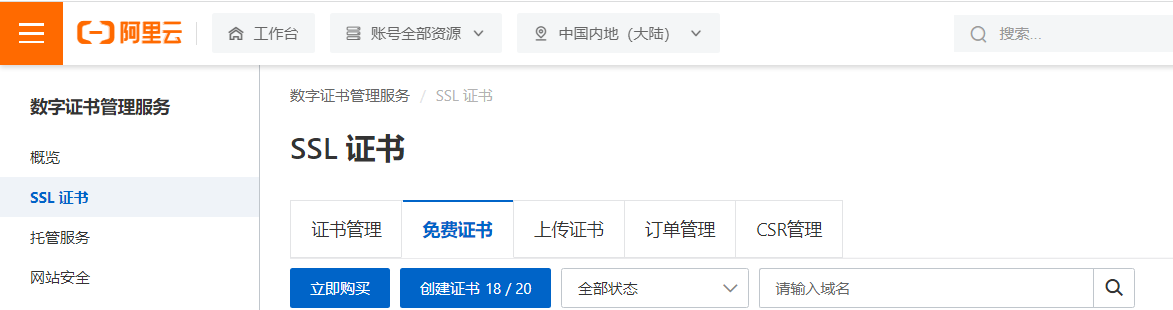 阿里云 工作台 账号全部资源 中国内地（大陆） 搜索...
数字证书管理服务
概览
SSL 证书
托管服务
网站安全
数字证书管理服务 / SSL 证书
SSL 证书
证书管理 免费证书 上传证书 订单管理 CSR管理
立即购买 创建证书 18 / 20 全部状态 请输入域名